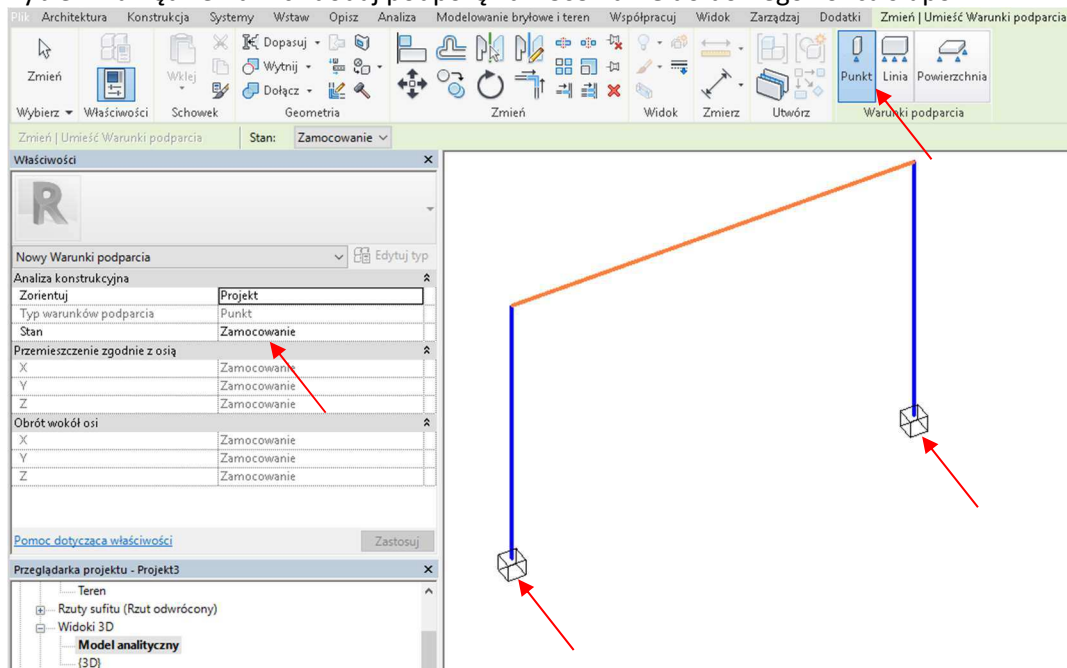 Plik Architektura Konstrukcja Systemy Wstaw Opisz Analiza Modelowanie bryłowe i teren Współpracuj Widok Zarządzaj Dodatki Zmień | Umieść Warunki podparcia
Dopasuj
Wytnij
Dołącz
Zmień
Wklej
Punkt Linia Powierzchnia
Wybierz Właściwości Schowek Geometria Zmień Widok Zmierz Utwórz Warunki podparcia
Zmień | Umieść Warunki podparcia Stan: Zamocowanie
Właściwości
R
Nowy Warunki podparcia Edytuj typ
Analiza konstrukcyjna
Zorientuj Projekt
Typ warunków podparcia Punkt
Stan Zamocowanie
Przemieszczenie zgodnie z osią
X Zamocowanie
Y Zamocowanie
Z Zamocowanie
Obrót wokół osi
X Zamocowanie
Y Zamocowanie
Z Zamocowanie
Pomoc dotycząca właściwości Zastosuj
Przeglądarka projektu - Projekt3
Teren
Rzuty sufitu (Rzut odwrócony)
Widoki 3D
Model analityczny
{3D}